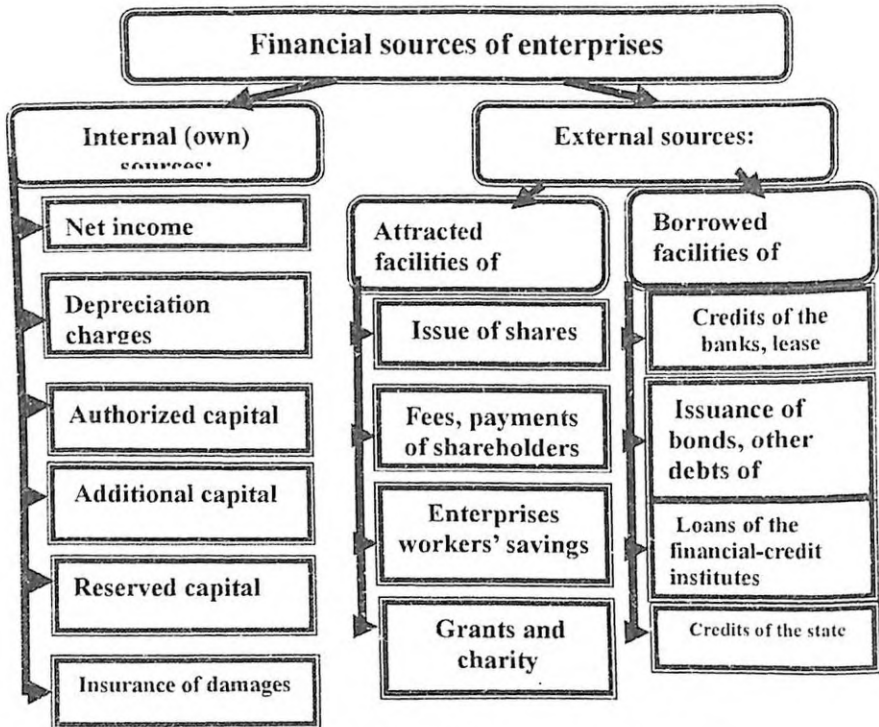 Financial sources of enterprises
Internal (own)
sources:
External sources:
Net income
Depreciation
charges
Authorized capital
Additional capital
Reserved capital
Insurance of damages
Attracted
facilities of
Issue of shares
Fees, payments
of shareholders
Enterprises
workers’ savings
Grants and
charity
Borrowed
facilities of
Credits of the
banks, lease
Issuance of
bonds, other
debts of
Loans of the
financial-credit
institutes
Credits of the state